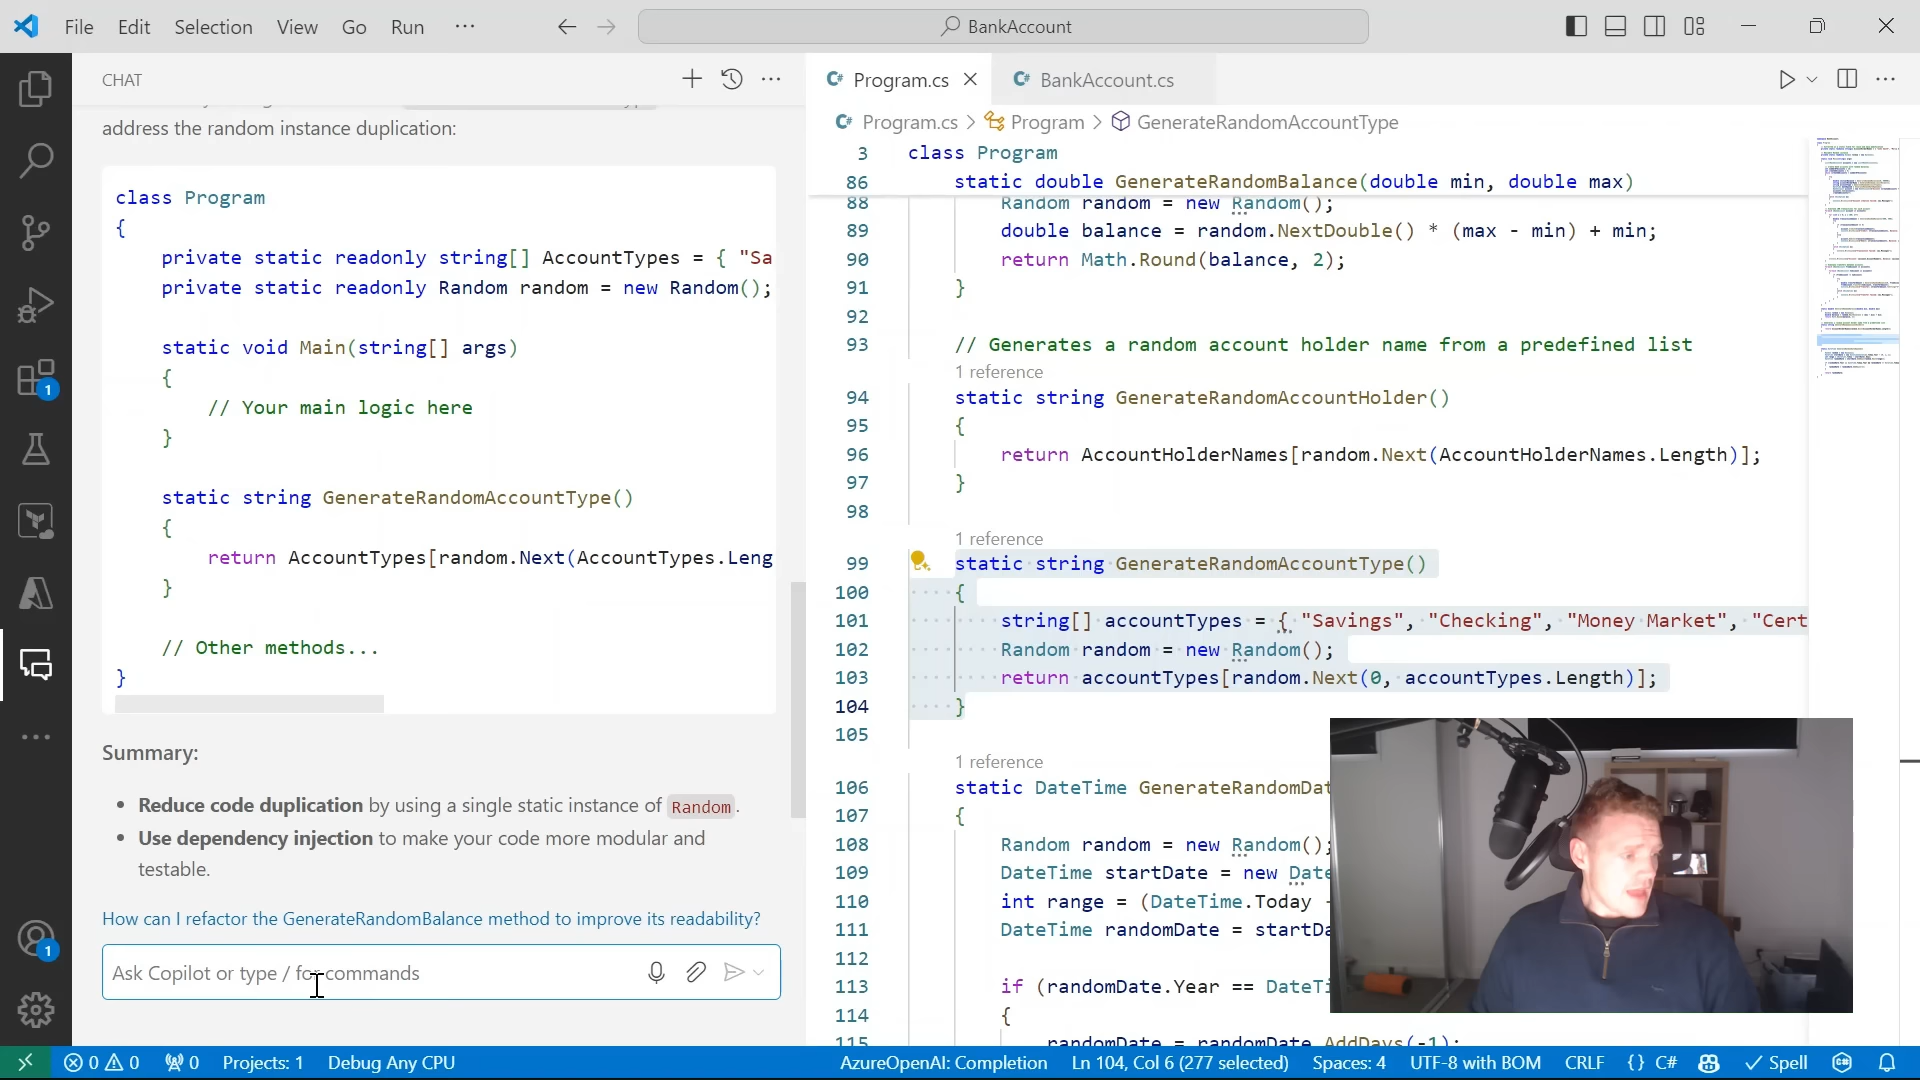 File Edit Selection View Go Run ···
BankAccount
CHAT
address the random instance duplication:
class Program
{
private static readonly string[] AccountTypes = { "Sa
private static readonly Random random = new Random();
static void Main(string[] args)
{
// Your main logic here
}
static string GenerateRandomAccountType()
{
return AccountTypes[random.Next(AccountTypes.Leng
}
// Other methods...
}
Summary:
• Reduce code duplication by using a single static instance of Random.
• Use dependency injection to make your code more modular and
testable.
How can I refactor the GenerateRandomBalance method to improve its readability?
Ask Copilot or type / for commands
Program.cs
BankAccount.cs
Program.cs > Program > GenerateRandomAccountType
3 class Program
86 static double GenerateRandomBalance(double min, double max)
88 Random random = new Random();
89 double balance = random.NextDouble() * (max - min) + min;
90 return Math.Round(balance, 2);
91 }
92
93 // Generates a random account holder name from a predefined list
1 reference
94 static string GenerateRandomAccountHolder()
95 {
96 return AccountHolderNames[random.Next(AccountHolderNames.Length)];
97 }
98
1 reference
99 static string GenerateRandomAccountType()
100 {
101 string[] accountTypes = { "Savings", "Checking", "Money Market", "Cert
102 Random random = new Random();
103 return accountTypes[random.Next(0, accountTypes.Length)];
104 }
105
1 reference
106 static DateTime GenerateRandomDat
107 {
108 Random random = new Random();
109 DateTime startDate = new Date
110 int range = (DateTime.Today -
111 DateTime randomDate = startDa
112
113 if (randomDate.Year == DateTi
114 {
115 randomDate = randomDate.AddDays(-1);
1
1
0 0 0 Projects: 1 Debug Any CPU
AzureOpenAI: Completion Ln 104, Col 6 (277 selected) Spaces: 4 UTF-8 with BOM CRLF {} C# Spell